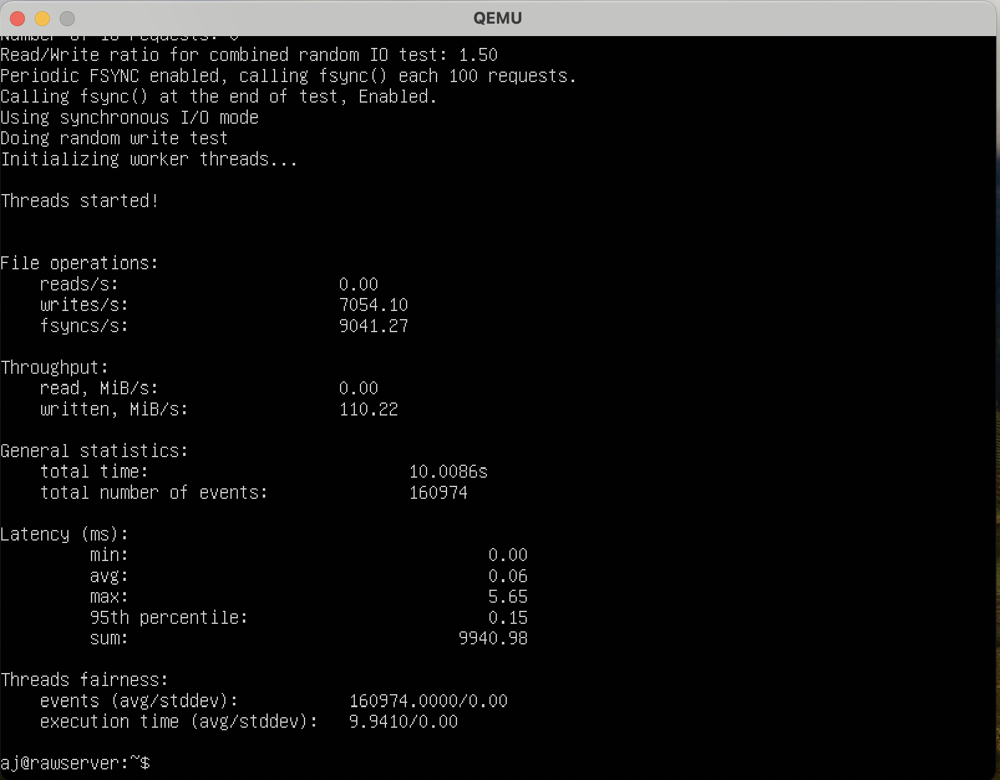 QEMU
Number of IO requests: 0
Read/Write ratio for combined random IO test: 1.50
Periodic FSYNC enabled, calling fsync() each 100 requests.
Calling fsync() at the end of test, Enabled.
Using synchronous I/O mode
Doing random write test
Initializing worker threads...
Threads started!
File operations:
reads/s: 0.00
writes/s: 7054.10
fsyncs/s: 9041.27
Throughput:
read, MiB/s: 0.00
written, MiB/s: 110.22
General statistics:
total time: 10.0086s
total number of events: 160974
Latency (ms):
min: 0.00
avg: 0.06
max: 5.65
95th percentile: 0.15
sum: 9940.98
Threads fairness:
events (avg/stddev): 160974.0000/0.00
execution time (avg/stddev): 9.9410/0.00
aj@rawserver:~$